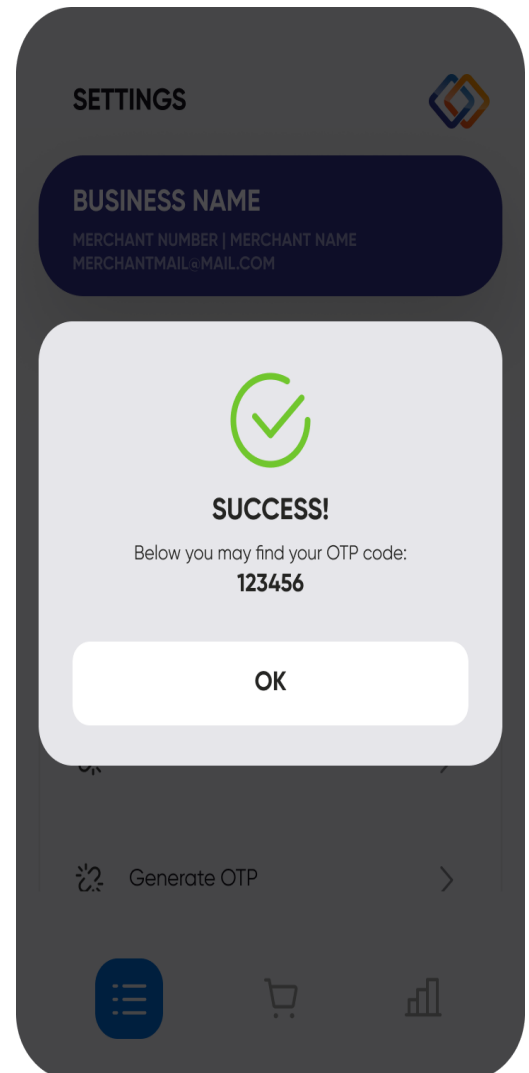 SETTINGS
BUSINESS NAME
MERCHANT NUMBER | MERCHANT NAME
MERCHANTMAIL@MAIL.COM
SUCCESS!
Below you may find your OTP code:
123456
OK
Generate OTP